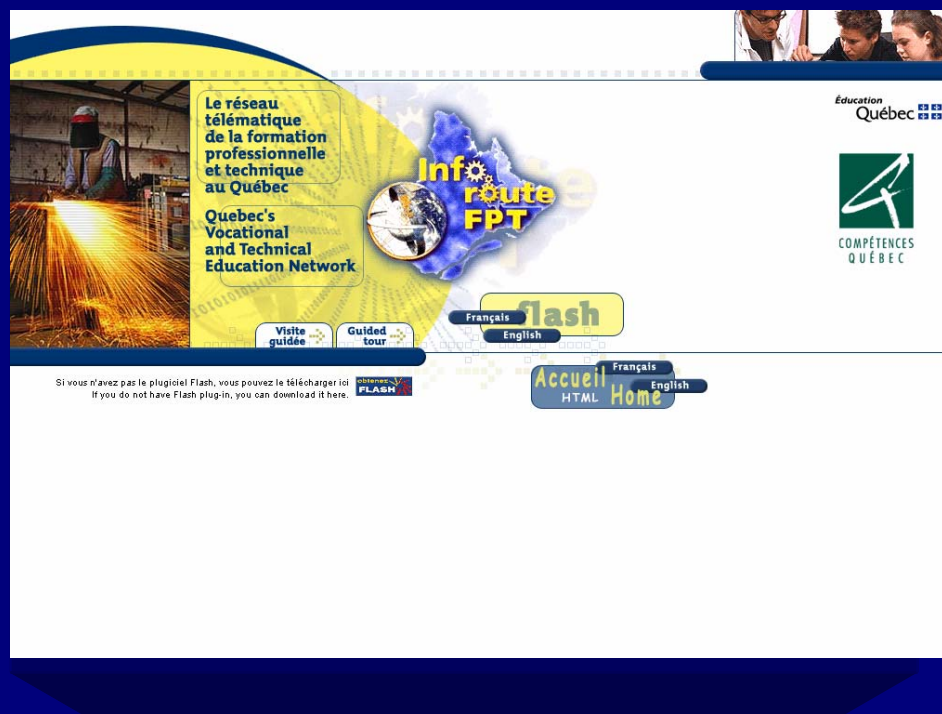 Le réseau
télématique
de la formation
professionnelle
et technique
au Québec
Quebec's
Vocational
and Technical
Education Network
Inforoute
FPT
Éducation
Québec
COMPÉTENCES
QUÉBEC
flash
Français
English
Visite
guidée
Guided
tour
Si vous n'avez pas le plugiciel Flash, vous pouvez le télécharger ici
If you do not have Flash plug-in, you can download it here.
obtenez
FLASH
Accueil
HTML
Home
Français
English